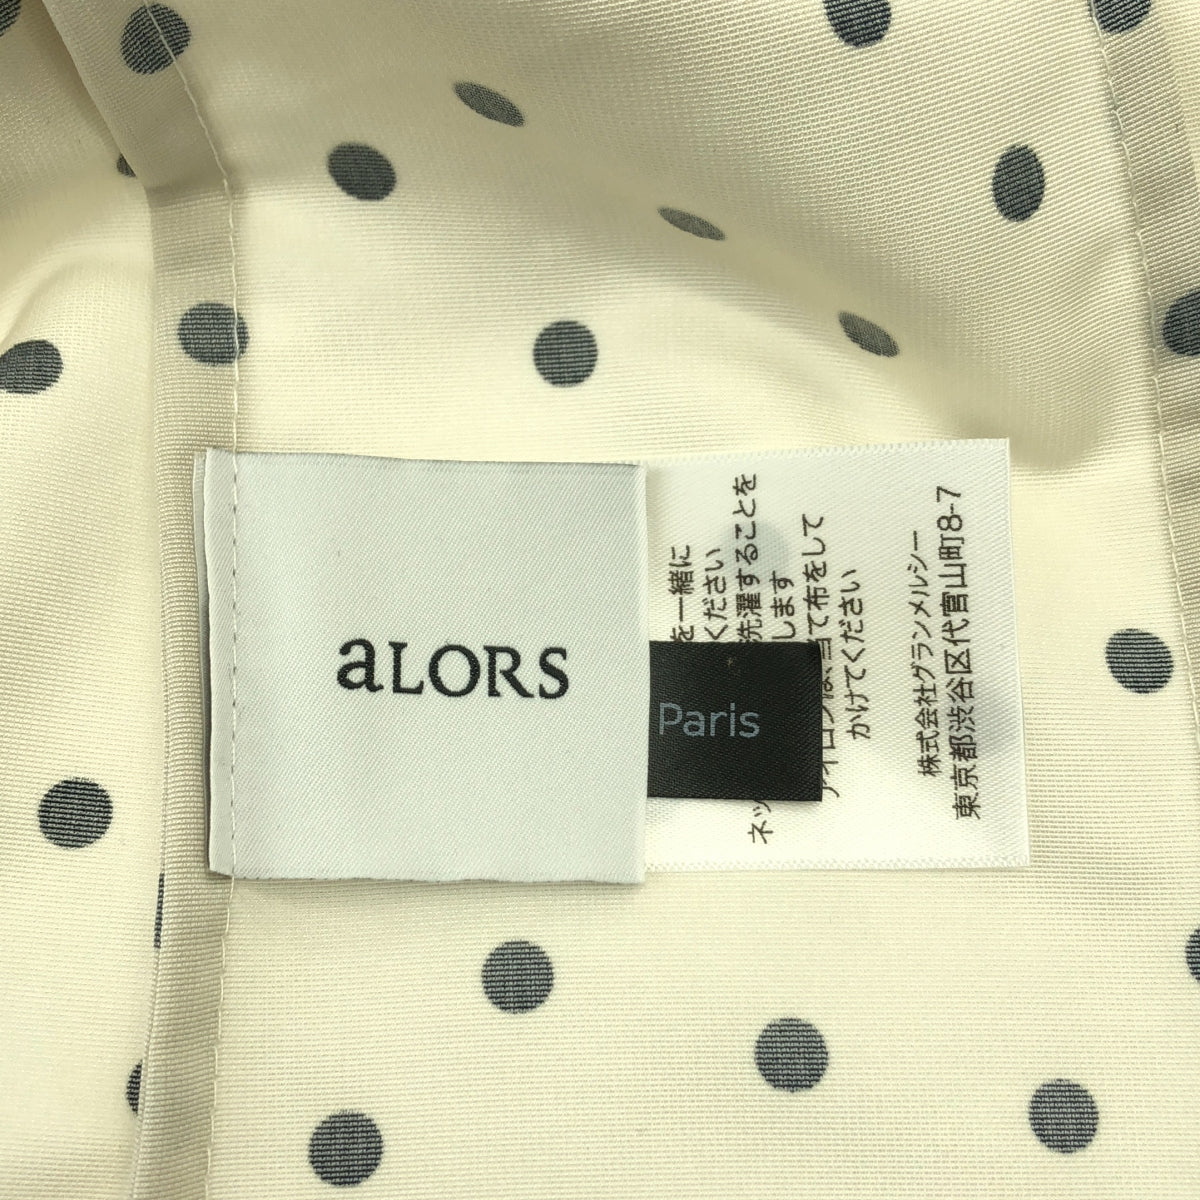 aLORS
Paris
を一緒に
ください
ネッ 洗濯することを
します
アイロンは、当て布をして
かけてください
株式会社グランメルシー
東京都渋谷区代官山町8-7